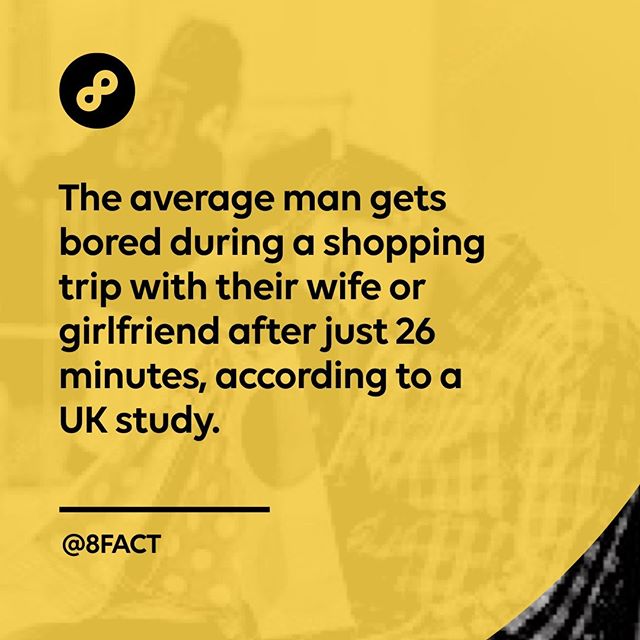 The average man gets
bored during a shopping
trip with their wife or
girlfriend after just 26
minutes, according to a
UK study.
@8FACT